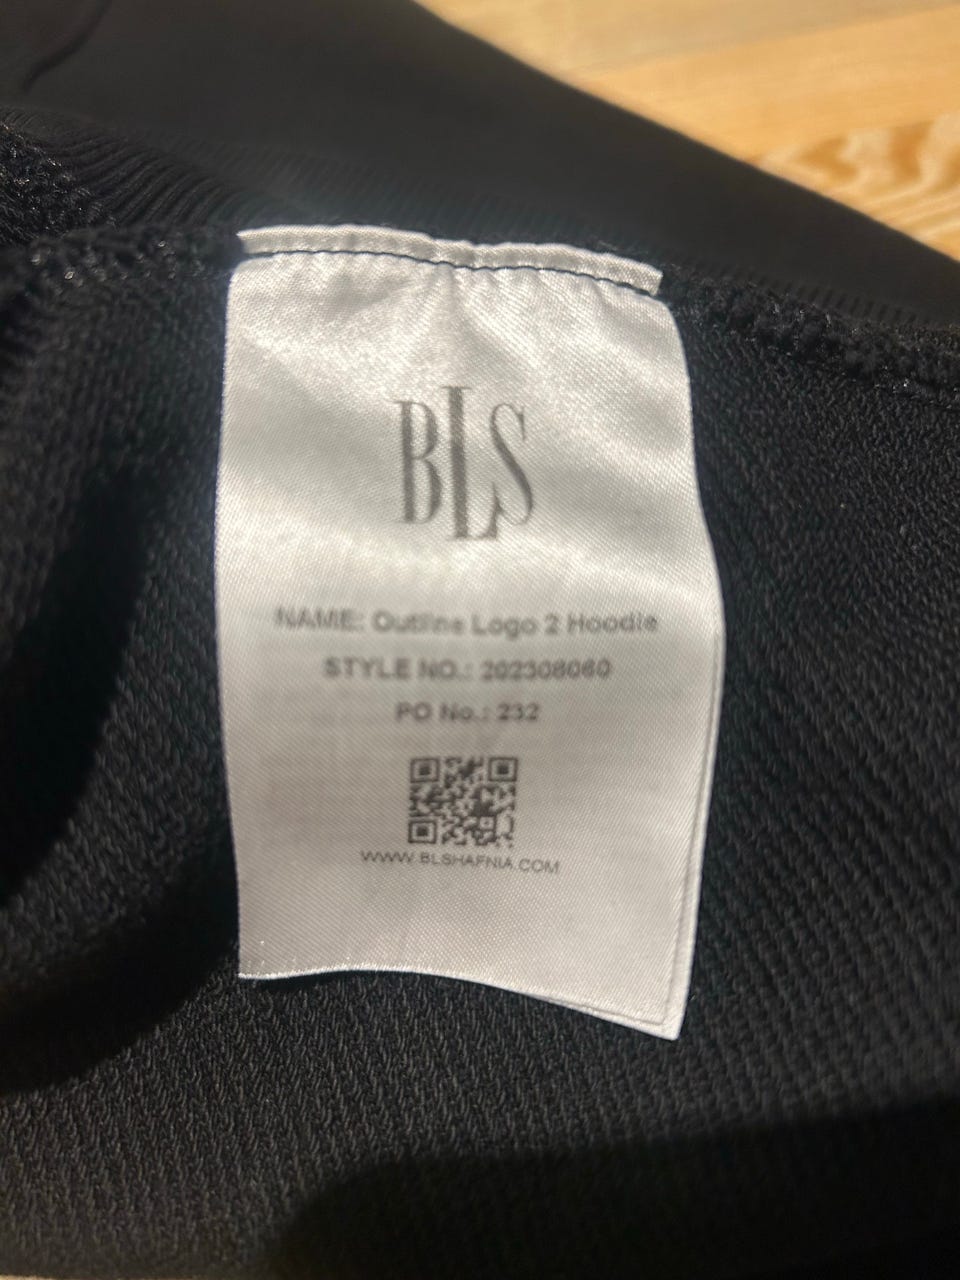 BLS
NAME: Outline Logo 2 Hoodie
STYLE NO.: 202308060
PO No.: 232
WWW.BLSHAFNIA.COM